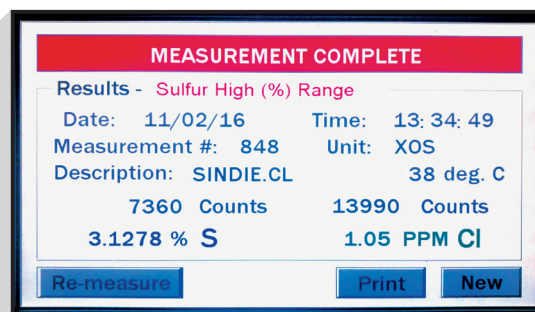 MEASUREMENT COMPLETE
Results - Sulfur High (%) Range
Date: 11/02/16 Time: 13:34:49
Measurement #: 848 Unit: XOS
Description: SINDIE.CL 38 deg. C
7360 Counts 13990 Counts
3.1278 % S 1.05 PPM Cl
Re-measure Print New